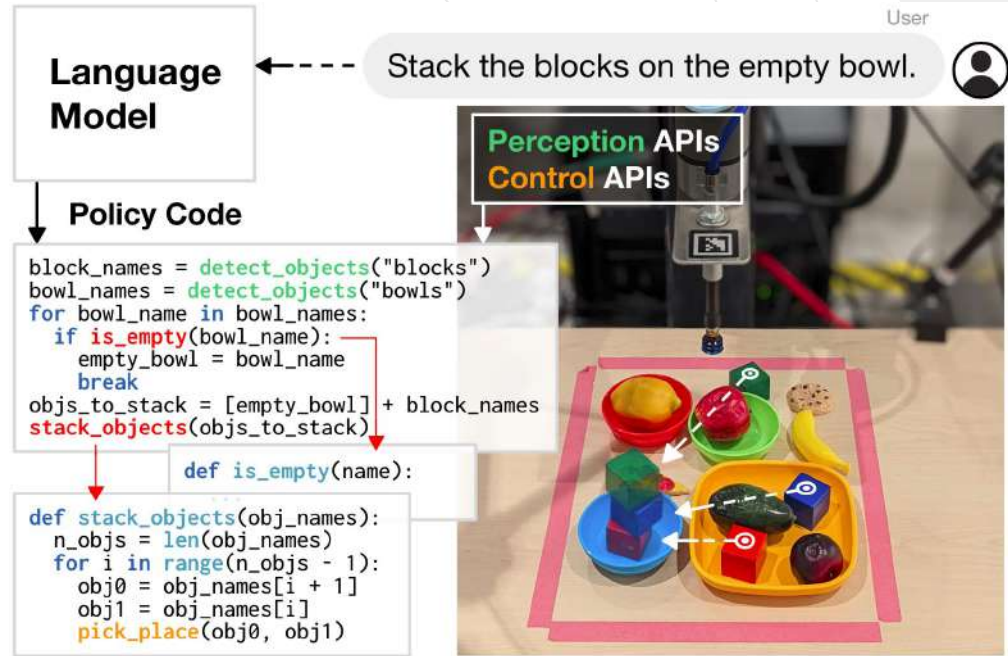 User
Stack the blocks on the empty bowl.
Language
Model
Perception APIs
Control APIs
Policy Code
block_names = detect_objects("blocks")
bowl_names = detect_objects("bowls")
for bowl_name in bowl_names:
  if is_empty(bowl_name):
    empty_bowl = bowl_name
    break
objs_to_stack = [empty_bowl] + block_names
stack_objects(objs_to_stack)
def is_empty(name):
...
def stack_objects(obj_names):
  n_objs = len(obj_names)
  for i in range(n_objs - 1):
    obj0 = obj_names[i + 1]
    obj1 = obj_names[i]
    pick_place(obj0, obj1)